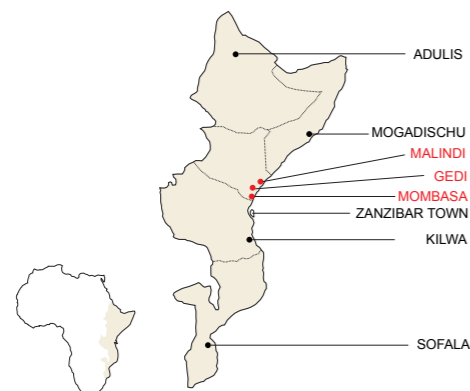 ADULIS
MOGADISCHU
MALINDI
GEDI
MOMBASA
ZANZIBAR TOWN
KILWA
SOFALA